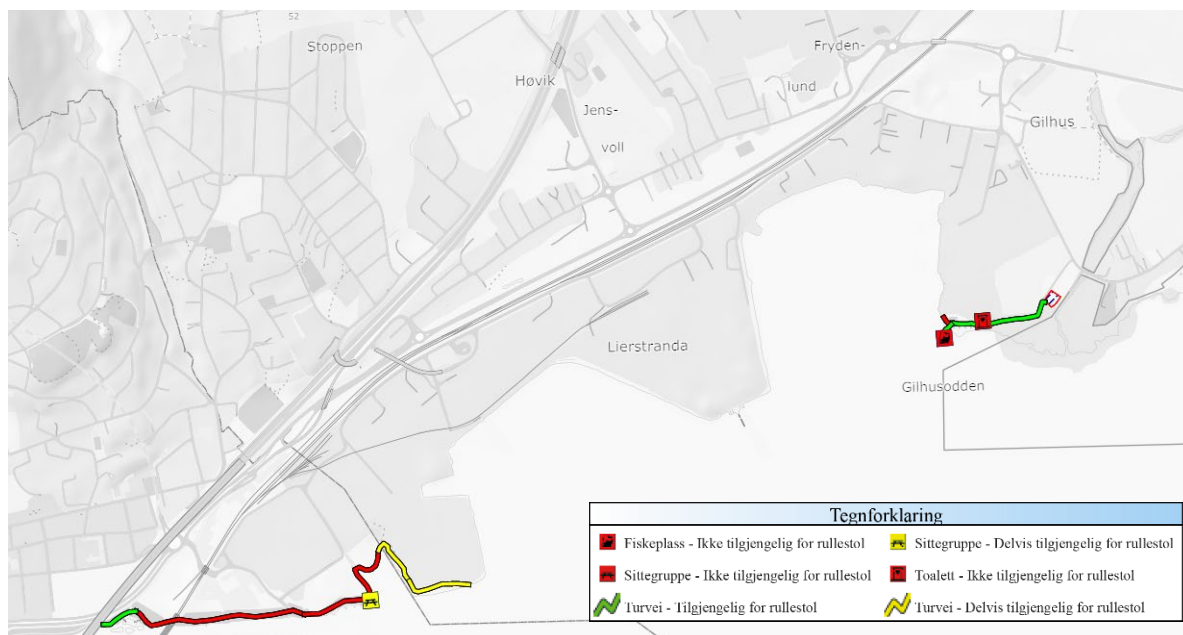 52
Stoppen
Høvik
Fryden-
lund
Jens-
voll
Gilhus
Lierstranda
Gilhusodden
Tegnforklaring
Fiskeplass - Ikke tilgjengelig for rullestol
Sittegruppe - Delvis tilgjengelig for rullestol
Sittegruppe - Ikke tilgjengelig for rullestol
Toalett - Ikke tilgjengelig for rullestol
Turvei - Tilgjengelig for rullestol
Turvei - Delvis tilgjengelig for rullestol